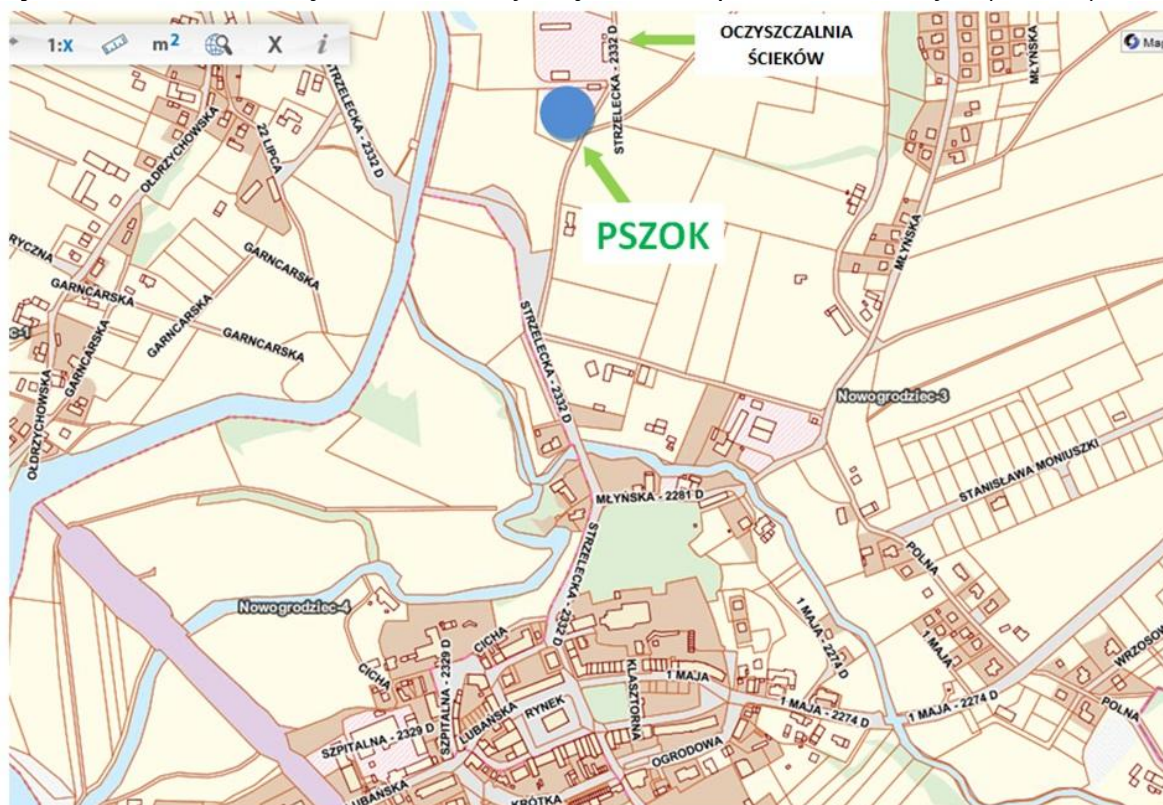 1:X
m2
X
i
Map
OCZYSZCZALNIA
ŚCIEKÓW
STRZELECKA - 2332 D
STRZELECKA - 2332 D
MŁYŃSKA
OŁDRZYCHOWSKA
22 LIPCA
PSZOK
MŁYŃSKA
GARNCARSKA
GARNCARSKA
GARNCARSKA
GARNCARSKA
GARNCARSKA
OŁDRZYCHOWSKA
STRZELECKA - 2332 D
Nowogrodziec-3
STANISŁAWA MONIUSZKI
MŁYŃSKA - 2281 D
POLNA
STRZELECKA - 2332 D
Nowogrodziec-4
CICHA
CICHA
1 MAJA - 2274 D
1 MAJA
SZPITALNA - 2329 D
KLASZTORNA
1 MAJA
1 MAJA - 2274 D
1 MAJA - 2274 D
POLNA
LUBAŃSKA
RYNEK
SZPITALNA - 2329 D
OGRODOWA
LUBAŃSKA
KRÓTKA